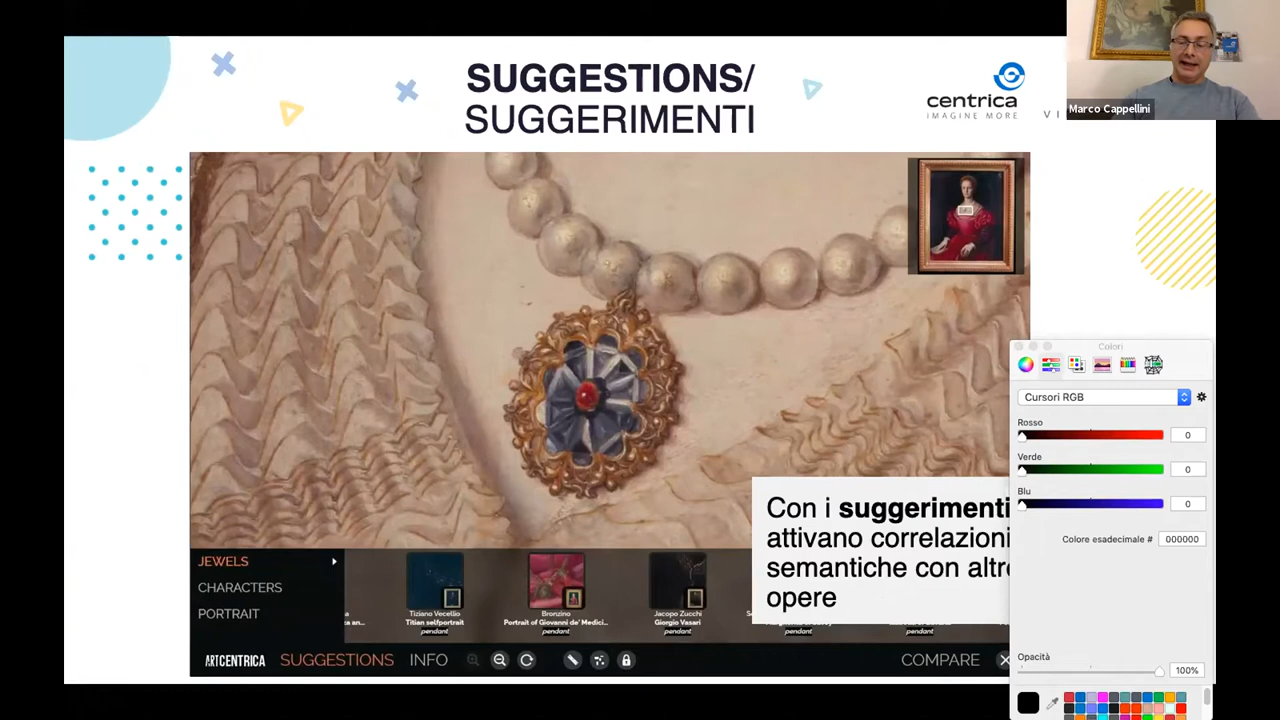 SUGGESTIONS/
SUGGERIMENTI
centrica
IMAGINE MORE
V I
Marco Cappellini
Colori
Cursori RGB
Rosso
0
Verde
0
Blu
0
Colore esadecimale # 000000
Opacità
100%
Con i suggerimenti
attivano correlazioni
semantiche con altre
opere
JEWELS
CHARACTERS
PORTRAIT
Tiziano Vecellio
Titian selfportrait
pendant
Bronzino
Portrait of Giovanni de' Medici...
pendant
Jacopo Zucchi
Giorgio Vasari
pendant
pendant
pendant
ARTCENTRICA SUGGESTIONS INFO COMPARE